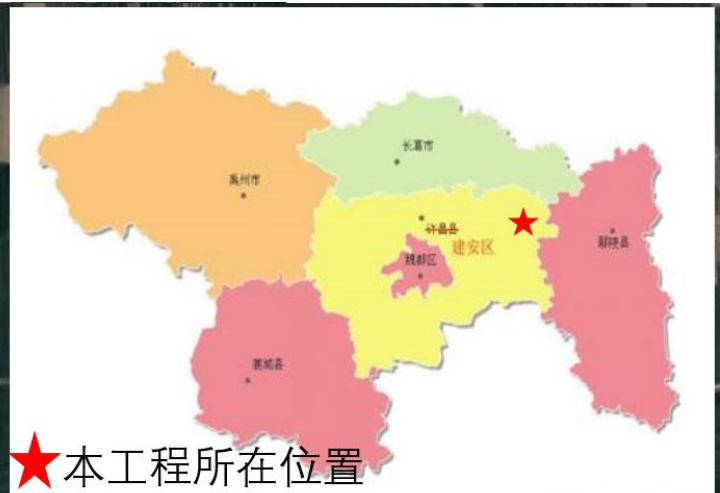 长葛市
禹州市
许昌县
建安区
鄢陵县
魏都区
襄城县
本工程所在位置